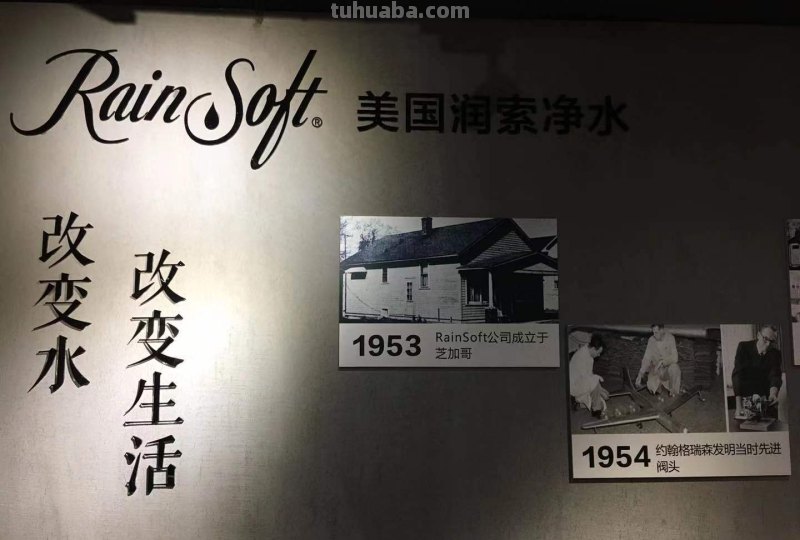 tuhuaba.com
RainSoft®
美国润索净水
改变水
改变生活
1953
RainSoft公司成立于
芝加哥
1954
约翰格瑞森发明当时先进
阀头